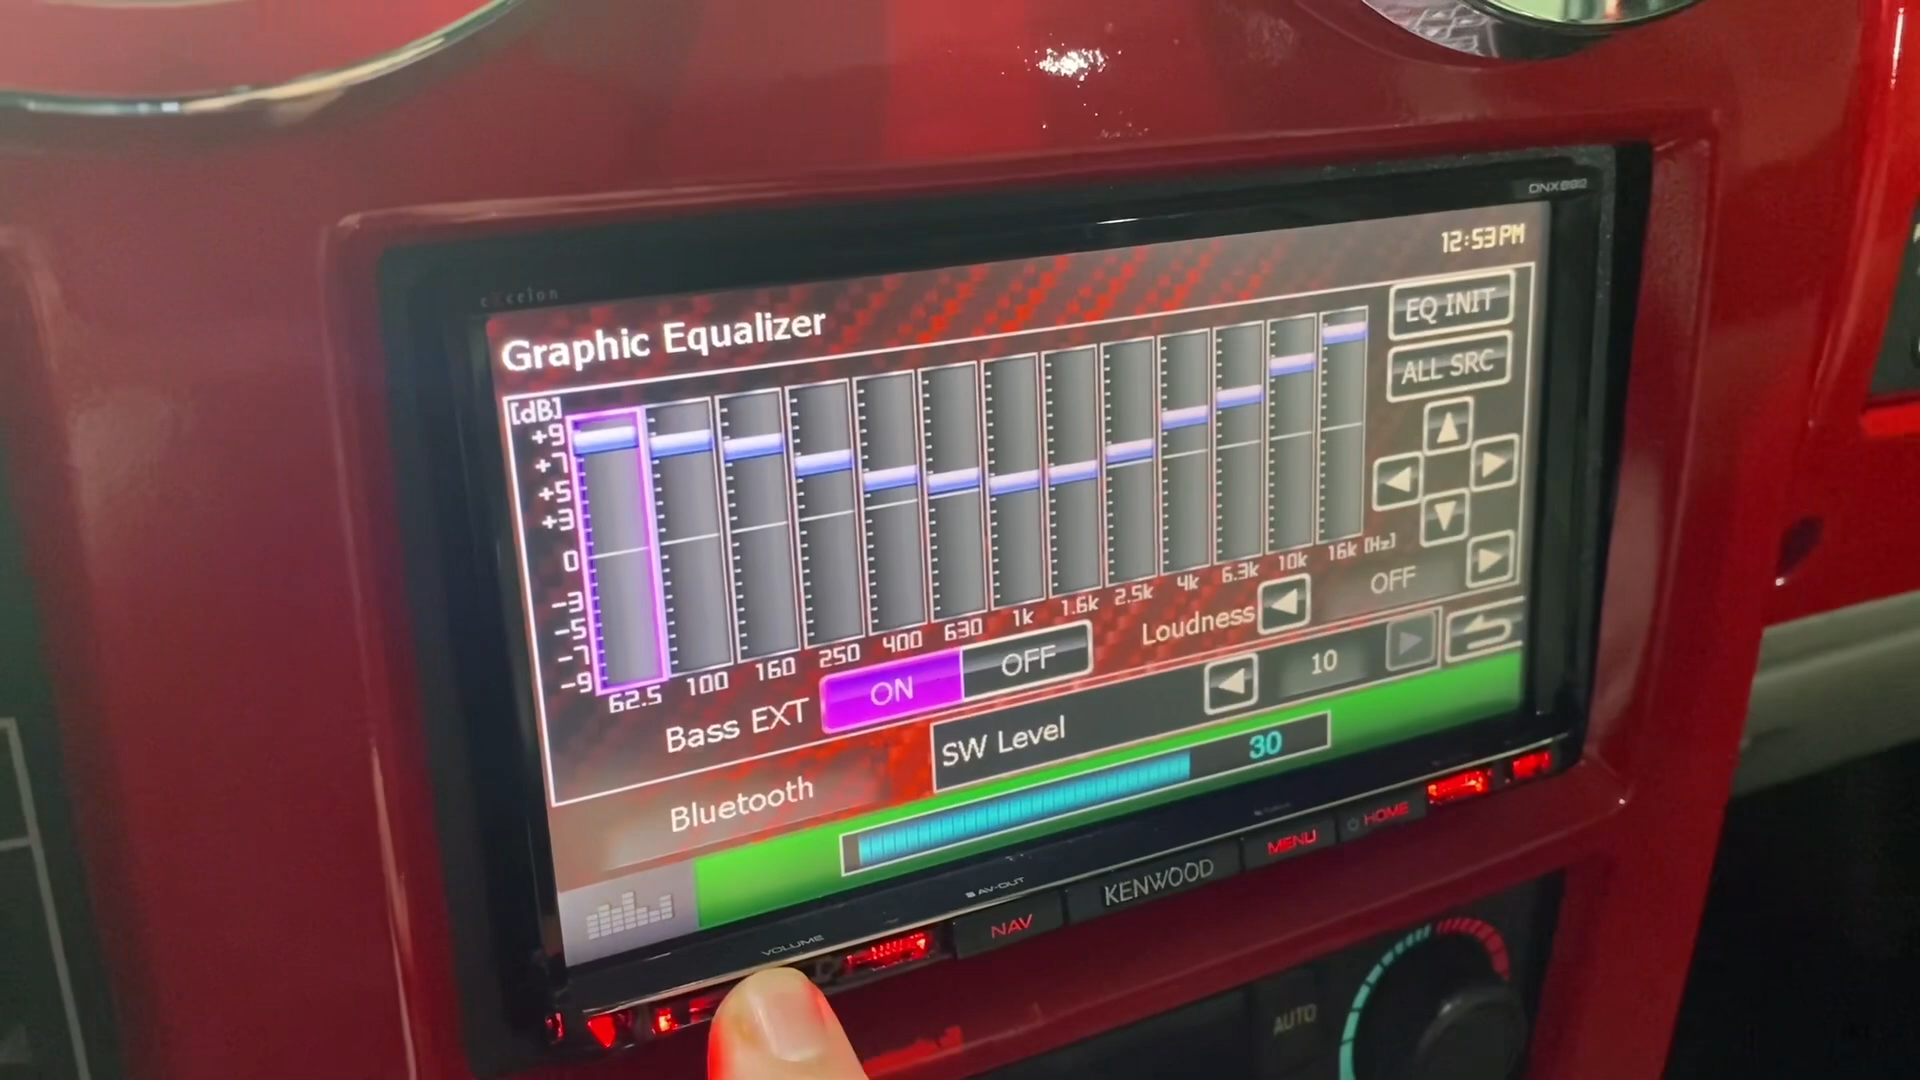 eXcelon
12:53 PM
Graphic Equalizer
EQ INIT
ALL SRC
[dB]
+9
+7
+5
+3
0
-3
-5
-7
-9
62.5 100 160 250 400 630 1k 1.6k 2.5k 4k 6.3k 10k 16k [Hz]
Bass EXT ON OFF
Loudness OFF
SW Level 10
Bluetooth
30
VOLUME
AV-OUT
NAV
KENWOOD
MENU
HOME
AUTO